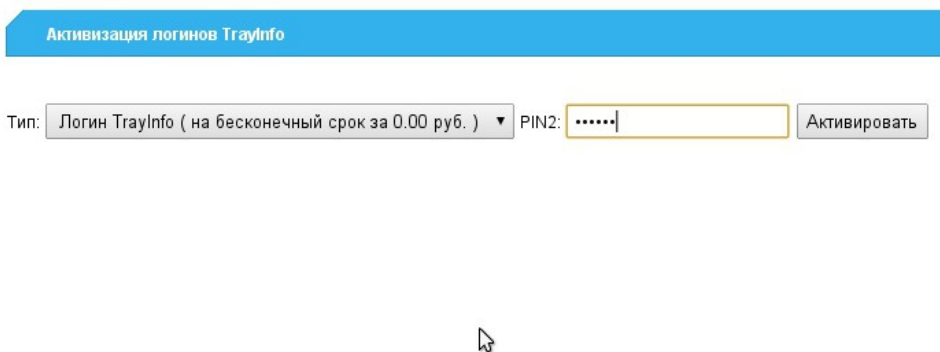 Активизация логинов TrayInfo
Тип: Логин TrayInfo ( на бесконечный срок за 0.00 руб. ) ▼ PIN2: •••••• Активировать